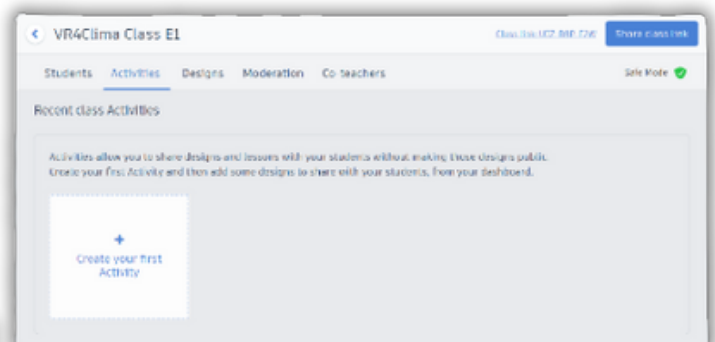 VR4Clima Class E1
Class link
Share class link
Students Activities Designs Moderation Co-teachers
Safe Mode
Recent class Activities
Activities allow you to share designs and lessons with your students without making those designs public.
Create your first Activity and then add some designs to share with your students, from your dashboard.
+
Create your first
Activity